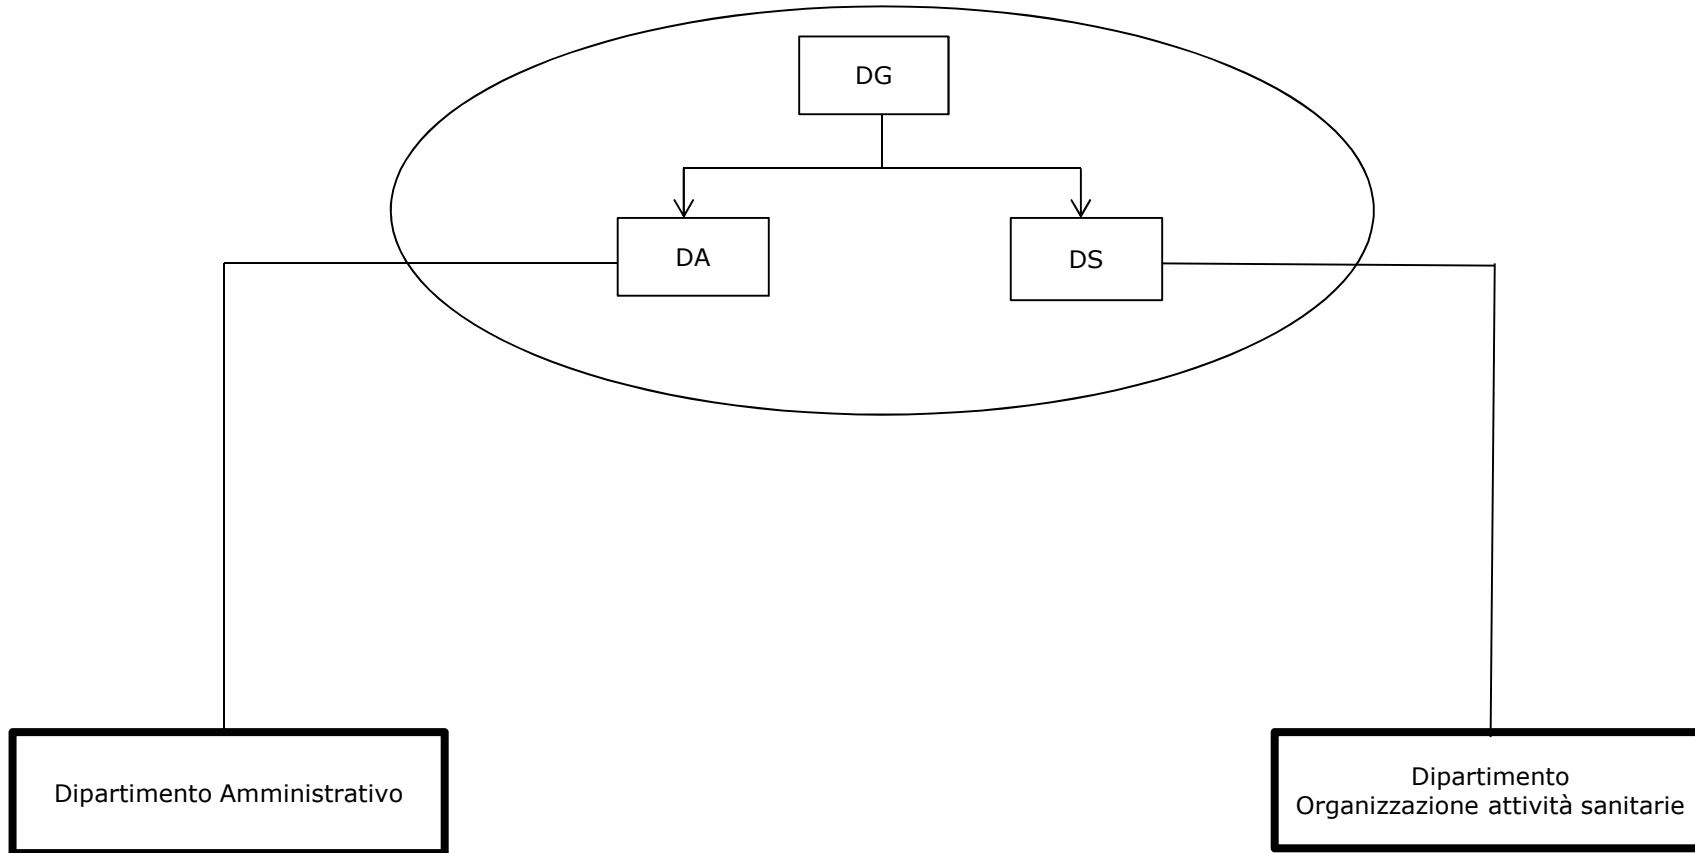 DG
DA
DS
Dipartimento Amministrativo
Dipartimento
Organizzazione attività sanitarie